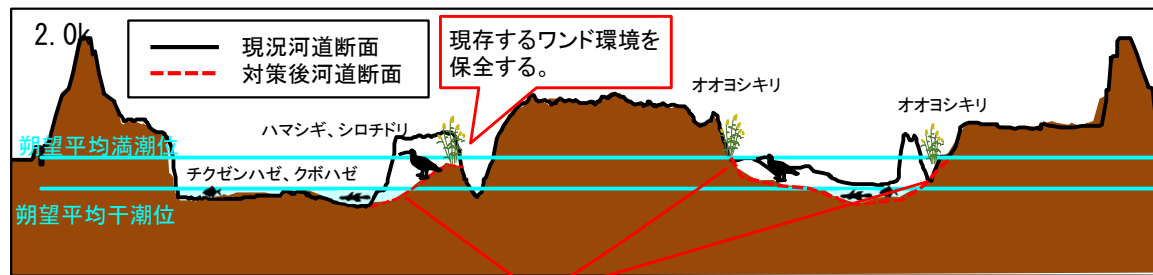 2.0k
現況河道断面
対策後河道断面
現存するワンド環境を
保全する。
オオヨシキリ
オオヨシキリ
ハマシギ、シロチドリ
朔望平均満潮位
チクゼンハゼ、クボハゼ
朔望平均干潮位